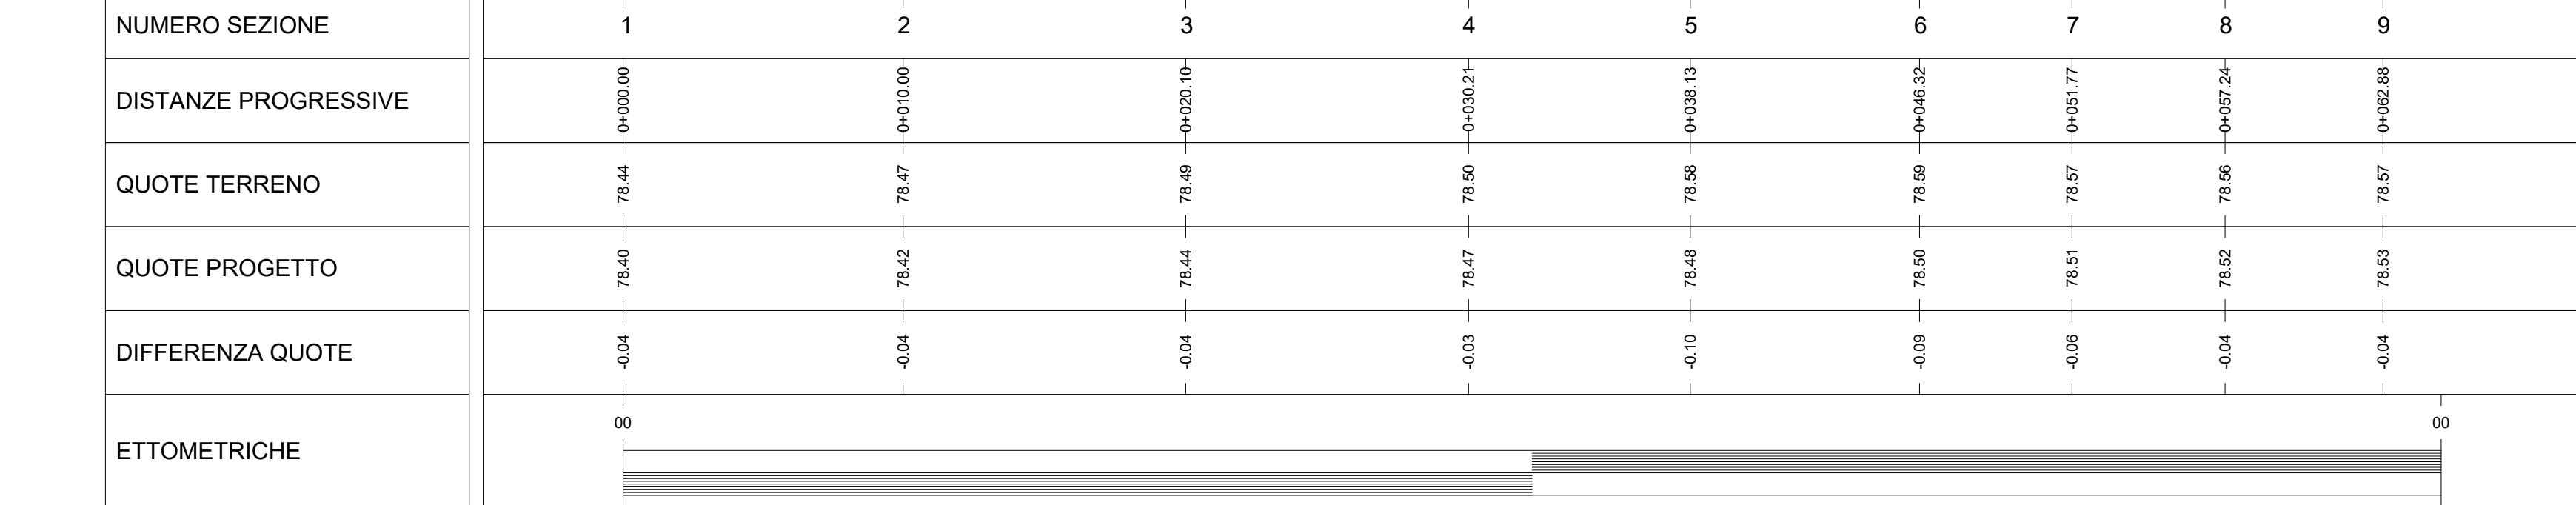 NUMERO SEZIONE 1 2 3 4 5 6 7 8 9
DISTANZE PROGRESSIVE 0+000.00 0+010.00 0+020.10 0+030.21 0+038.13 0+046.32 0+051.77 0+057.24 0+062.88
QUOTE TERRENO 78.44 78.47 78.49 78.50 78.58 78.59 78.57 78.56 78.57
QUOTE PROGETTO 78.40 78.42 78.44 78.47 78.48 78.50 78.51 78.52 78.53
DIFFERENZA QUOTE -0.04 -0.04 -0.04 -0.03 -0.10 -0.09 -0.06 -0.04 -0.04
00 00
ETTOMETRICHE